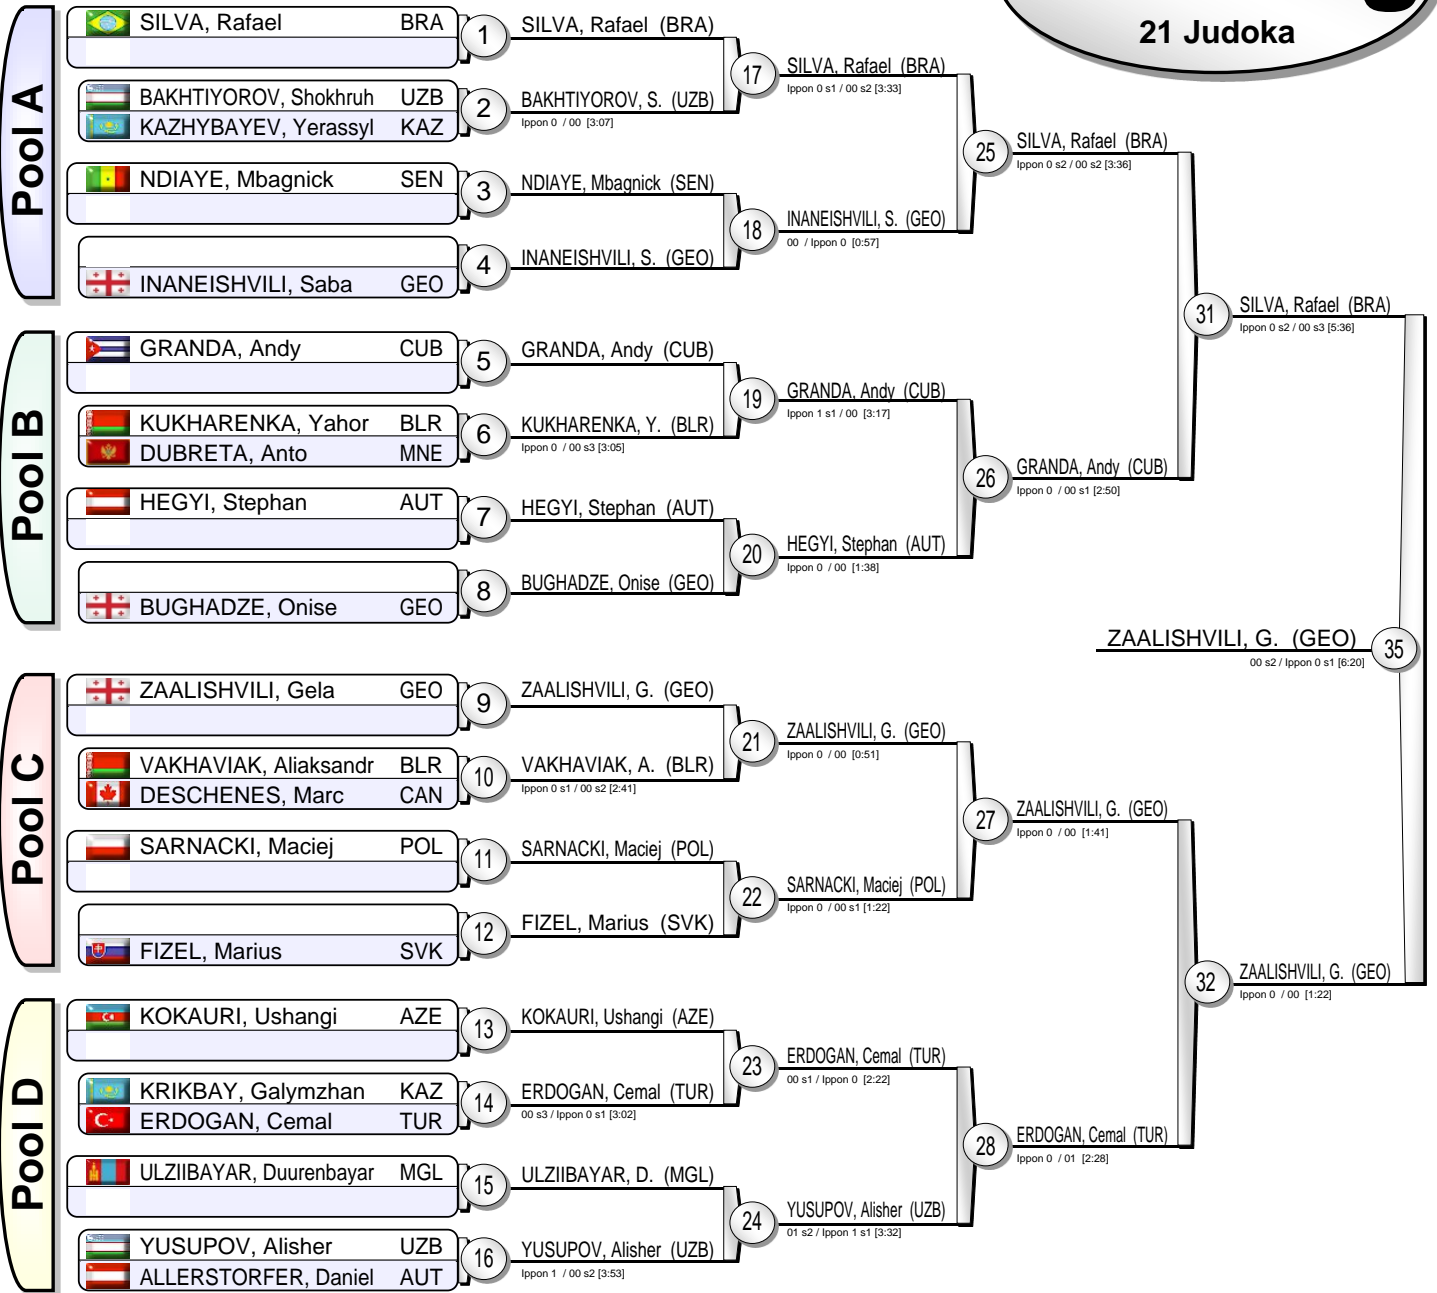 21 Judoka
Pool A
SILVA, Rafael BRA
1
BAKHTIYOROV, Shokhruh UZB
KAZHYBAYEV, Yerassyl KAZ
2
NDIAYE, Mbagnick SEN
3
INANEISHVILI, Saba GEO
4
Pool B
GRANDA, Andy CUB
5
KUKHARENKA, Yahor BLR
DUBRETA, Anto MNE
6
HEGYI, Stephan AUT
7
BUGHADZE, Onise GEO
8
Pool C
ZAALISHVILI, Gela GEO
9
VAKHAVIAK, Aliaksandr BLR
DESCHENES, Marc CAN
10
SARNACKI, Maciej POL
11
FIZEL, Marius SVK
12
Pool D
KOKAURI, Ushangi AZE
13
KRIKBAY, Galymzhan KAZ
ERDOGAN, Cemal TUR
14
ULZIIBAYAR, Duurenbayar MGL
15
YUSUPOV, Alisher UZB
ALLERSTORFER, Daniel AUT
16
SILVA, Rafael (BRA)
BAKHTIYOROV, S. (UZB)
Ippon 0 / 00 [3:07]
17
NDIAYE, Mbagnick (SEN)
INANEISHVILI, S. (GEO)
18
GRANDA, Andy (CUB)
KUKHARENKA, Y. (BLR)
Ippon 0 / 00 s3 [3:05]
19
HEGYI, Stephan (AUT)
BUGHADZE, Onise (GEO)
20
ZAALISHVILI, G. (GEO)
VAKHAVIAK, A. (BLR)
Ippon 0 s1 / 00 s2 [2:41]
21
SARNACKI, Maciej (POL)
FIZEL, Marius (SVK)
22
KOKAURI, Ushangi (AZE)
ERDOGAN, Cemal (TUR)
00 s3 / Ippon 0 s1 [3:02]
23
ULZIIBAYAR, D. (MGL)
YUSUPOV, Alisher (UZB)
Ippon 1 / 00 s2 [3:53]
24
SILVA, Rafael (BRA)
Ippon 0 s1 / 00 s2 [3:33]
INANEISHVILI, S. (GEO)
00 / Ippon 0 [0:57]
25
GRANDA, Andy (CUB)
Ippon 1 s1 / 00 [3:17]
HEGYI, Stephan (AUT)
Ippon 0 / 00 [1:38]
26
ZAALISHVILI, G. (GEO)
Ippon 0 / 00 [0:51]
SARNACKI, Maciej (POL)
Ippon 0 / 00 s1 [1:22]
27
ERDOGAN, Cemal (TUR)
00 s1 / Ippon 0 [2:22]
YUSUPOV, Alisher (UZB)
01 s2 / Ippon 1 s1 [3:32]
28
SILVA, Rafael (BRA)
Ippon 0 s2 / 00 s2 [3:36]
GRANDA, Andy (CUB)
Ippon 0 / 00 s1 [2:50]
31
ZAALISHVILI, G. (GEO)
Ippon 0 / 00 [1:41]
ERDOGAN, Cemal (TUR)
Ippon 0 / 01 [2:28]
32
SILVA, Rafael (BRA)
Ippon 0 s2 / 00 s3 [5:36]
ZAALISHVILI, G. (GEO)
Ippon 0 / 00 [1:22]
ZAALISHVILI, G. (GEO)
00 s2 / Ippon 0 s1 [6:20]
35